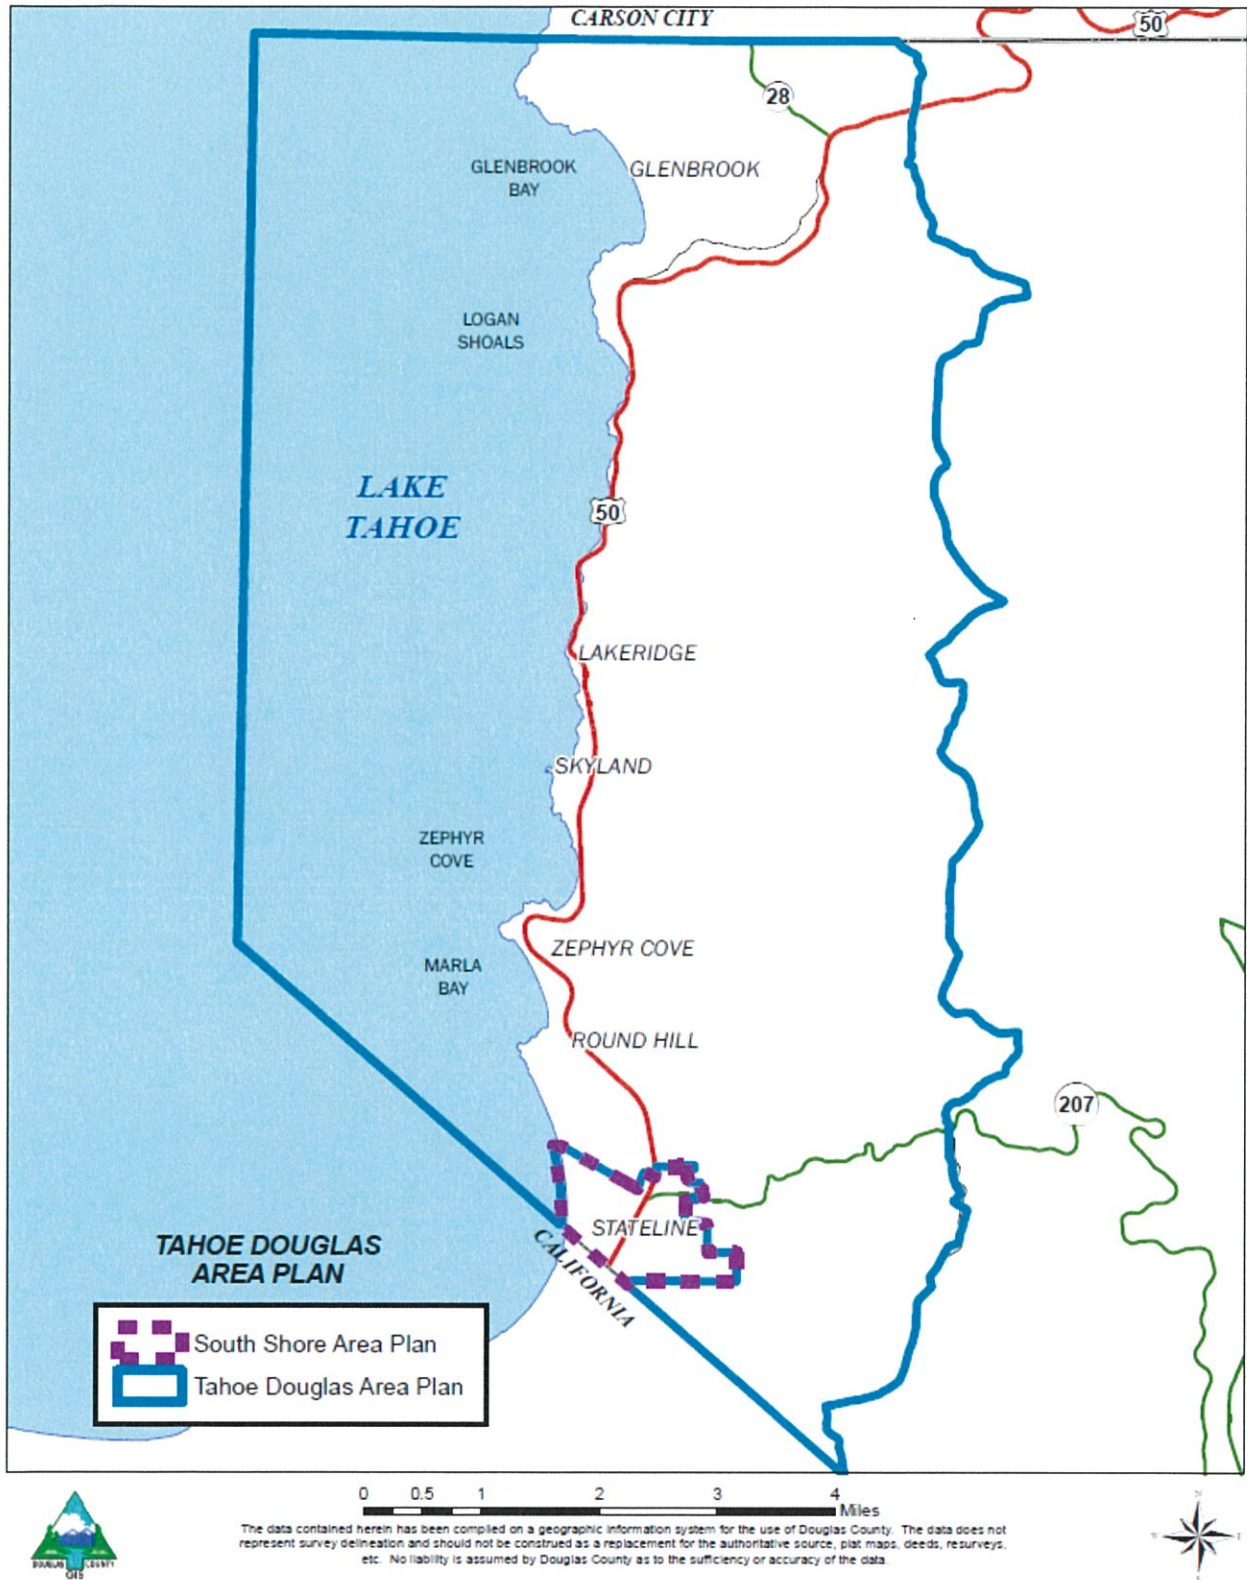 CARSON CITY
50
28
GLENBROOK
BAY
GLENBROOK
LOGAN
SHOALS
LAKE
TAHOE
50
LAKERIDGE
SKYLAND
ZEPHYR
COVE
ZEPHYR COVE
MARLA
BAY
ROUND HILL
207
STATELINE
CALIFORNIA
TAHOE DOUGLAS
AREA PLAN
South Shore Area Plan
Tahoe Douglas Area Plan
0 0.5 1 2 3 4
Miles
The data contained herein has been compiled on a geographic information system for the use of Douglas County. The data does not
represent survey delineation and should not be construed as a replacement for the authoritative source, plat maps, deeds, resurveys,
etc. No liability is assumed by Douglas County as to the sufficiency or accuracy of the data.
DOUGLAS COUNTY
GIS